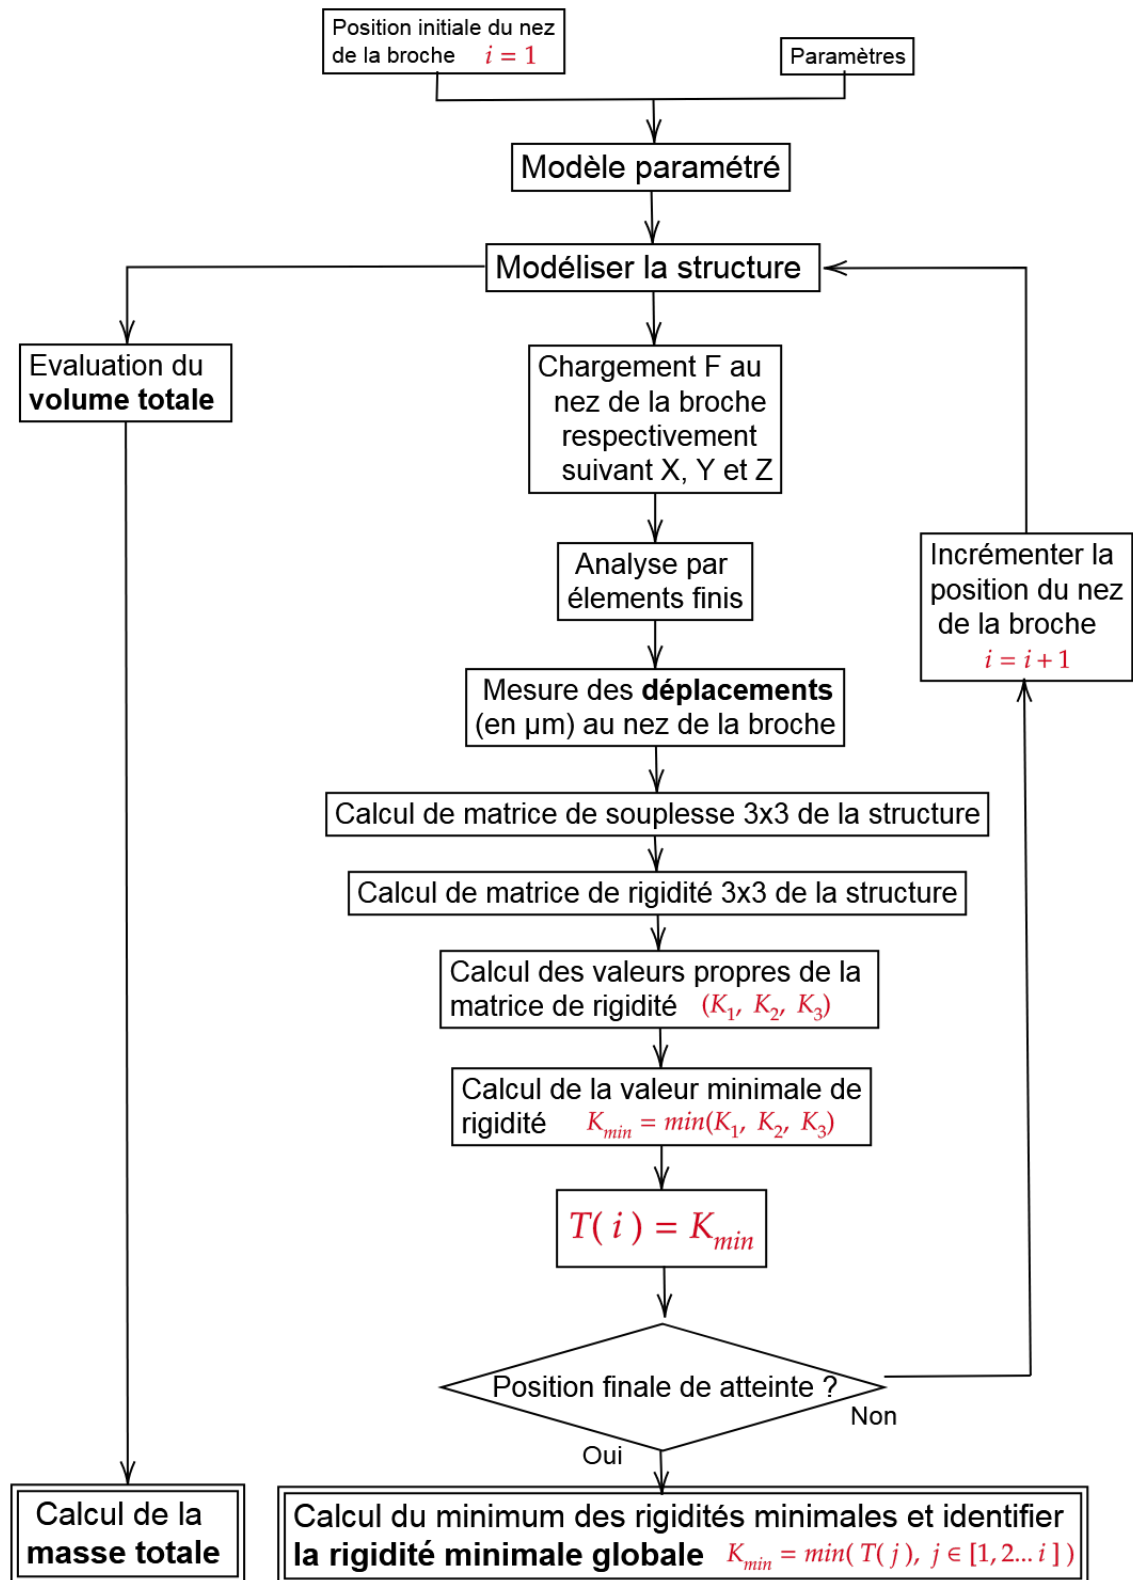 Position initiale du nez
de la broche i = 1
Paramètres
Modèle paramétré
Modéliser la structure
Evaluation du
volume totale
Chargement F au
nez de la broche
respectivement
suivant X, Y et Z
Analyse par
élements finis
Incrémenter la
position du nez
de la broche
i = i + 1
Mesure des déplacements
(en µm) au nez de la broche
Calcul de matrice de souplesse 3x3 de la structure
Calcul de matrice de rigidité 3x3 de la structure
Calcul des valeurs propres de la
matrice de rigidité (K₁, K₂, K₃)
Calcul de la valeur minimale de
rigidité K_min = min(K₁, K₂, K₃)
T( i ) = K_min
Position finale de atteinte ?
Non
Oui
Calcul de la
masse totale
Calcul du minimum des rigidités minimales et identifier
la rigidité minimale globale K_min = min( T( j ), j ∈ [1, 2... i ] )